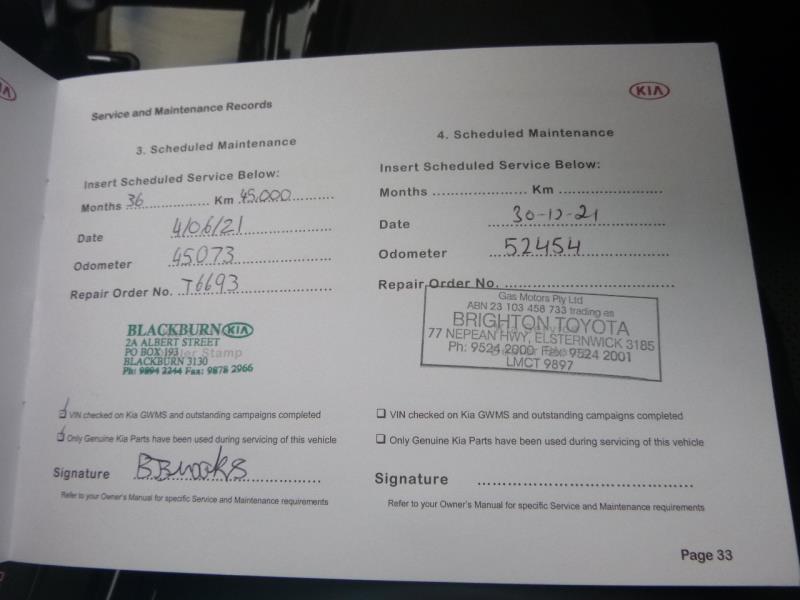 Service and Maintenance Records
KIA
3. Scheduled Maintenance
Insert Scheduled Service Below:
Months 36 Km 45,000
Date 4/06/21
Odometer 45073
Repair Order No. T6693
BLACKBURN KIA
2A ALBERT STREET
PO BOX 193
BLACKBURN 3130
Ph: 9894 2244 Fax: 9878 2966
VIN checked on Kia GWMS and outstanding campaigns completed
Only Genuine Kia Parts have been used during servicing of this vehicle
Signature BBrooks
Refer to your Owner's Manual for specific Service and Maintenance requirements
4. Scheduled Maintenance
Insert Scheduled Service Below:
Months Km
Date 30-12-21
Odometer 52454
Repair Order No.
Gas Motors Pty Ltd
ABN 23 103 458 733 trading as
BRIGHTON TOYOTA
77 NEPEAN HWY, ELSTERNWICK 3185
Ph: 9524 2000 Fax: 9524 2001
LMCT 9897
VIN checked on Kia GWMS and outstanding campaigns completed
Only Genuine Kia Parts have been used during servicing of this vehicle
Signature
Refer to your Owner's Manual for specific Service and Maintenance requirements
Page 33